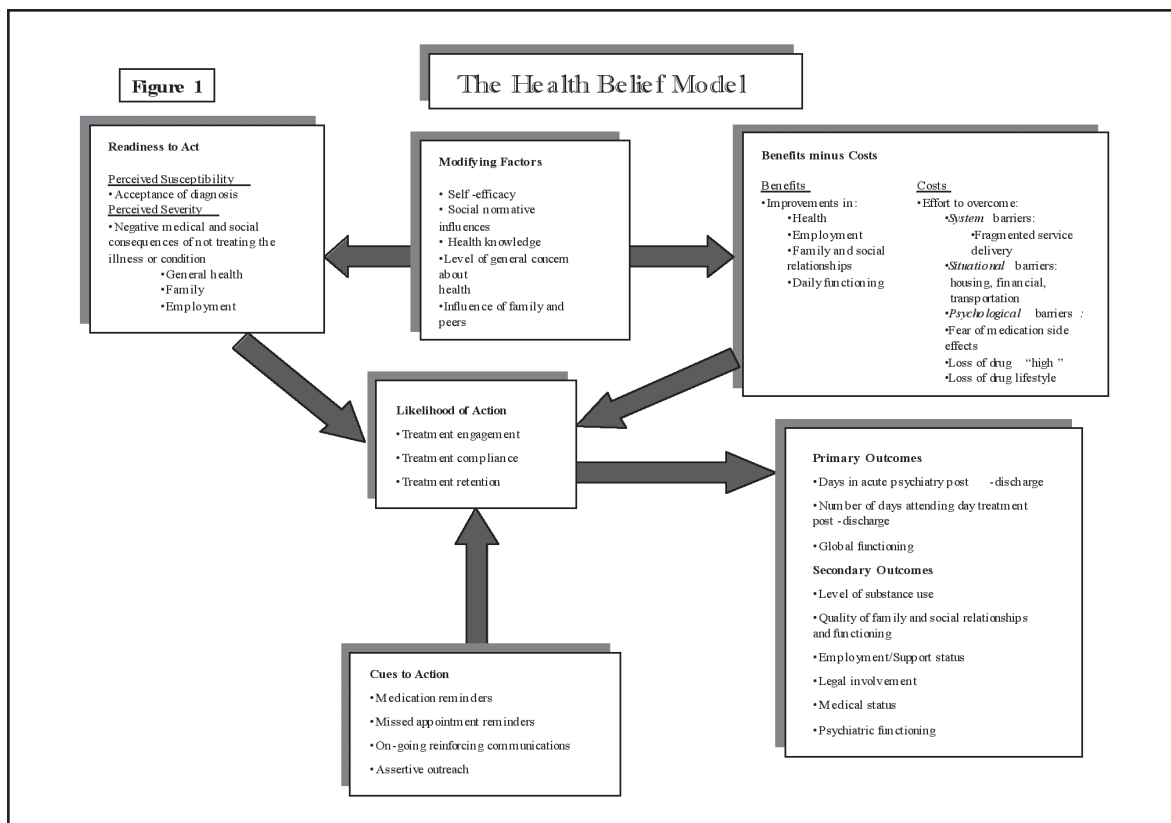 Figure 1
The Health Belief Model
Readiness to Act
Perceived Susceptibility
•Acceptance of diagnosis
Perceived Severity
•Negative medical and social
consequences of not treating the
illness or condition
•General health
•Family
•Employment
Modifying Factors
• Self-efficacy
• Social normative
influences
• Health knowledge
•Level of general concern
about
health
•Influence of family and
peers
Benefits minus Costs
Benefits
•Improvements in:
•Health
•Employment
•Family and social
relationships
•Daily functioning
Costs
•Effort to overcome:
•System barriers:
•Fragmented service
delivery
•Situational barriers:
housing, financial,
transportation
•Psychological barriers :
•Fear of medication side
effects
•Loss of drug “high ”
•Loss of drug lifestyle
Likelihood of Action
•Treatment engagement
•Treatment compliance
•Treatment retention
Primary Outcomes
•Days in acute psychiatry post -discharge
•Number of days attending day treatment
post -discharge
•Global functioning
Secondary Outcomes
•Level of substance use
•Quality of family and social relationships
and functioning
•Employment/Support status
•Legal involvement
•Medical status
•Psychiatric functioning
Cues to Action
•Medication reminders
•Missed appointment reminders
•On-going reinforcing communications
•Assertive outreach